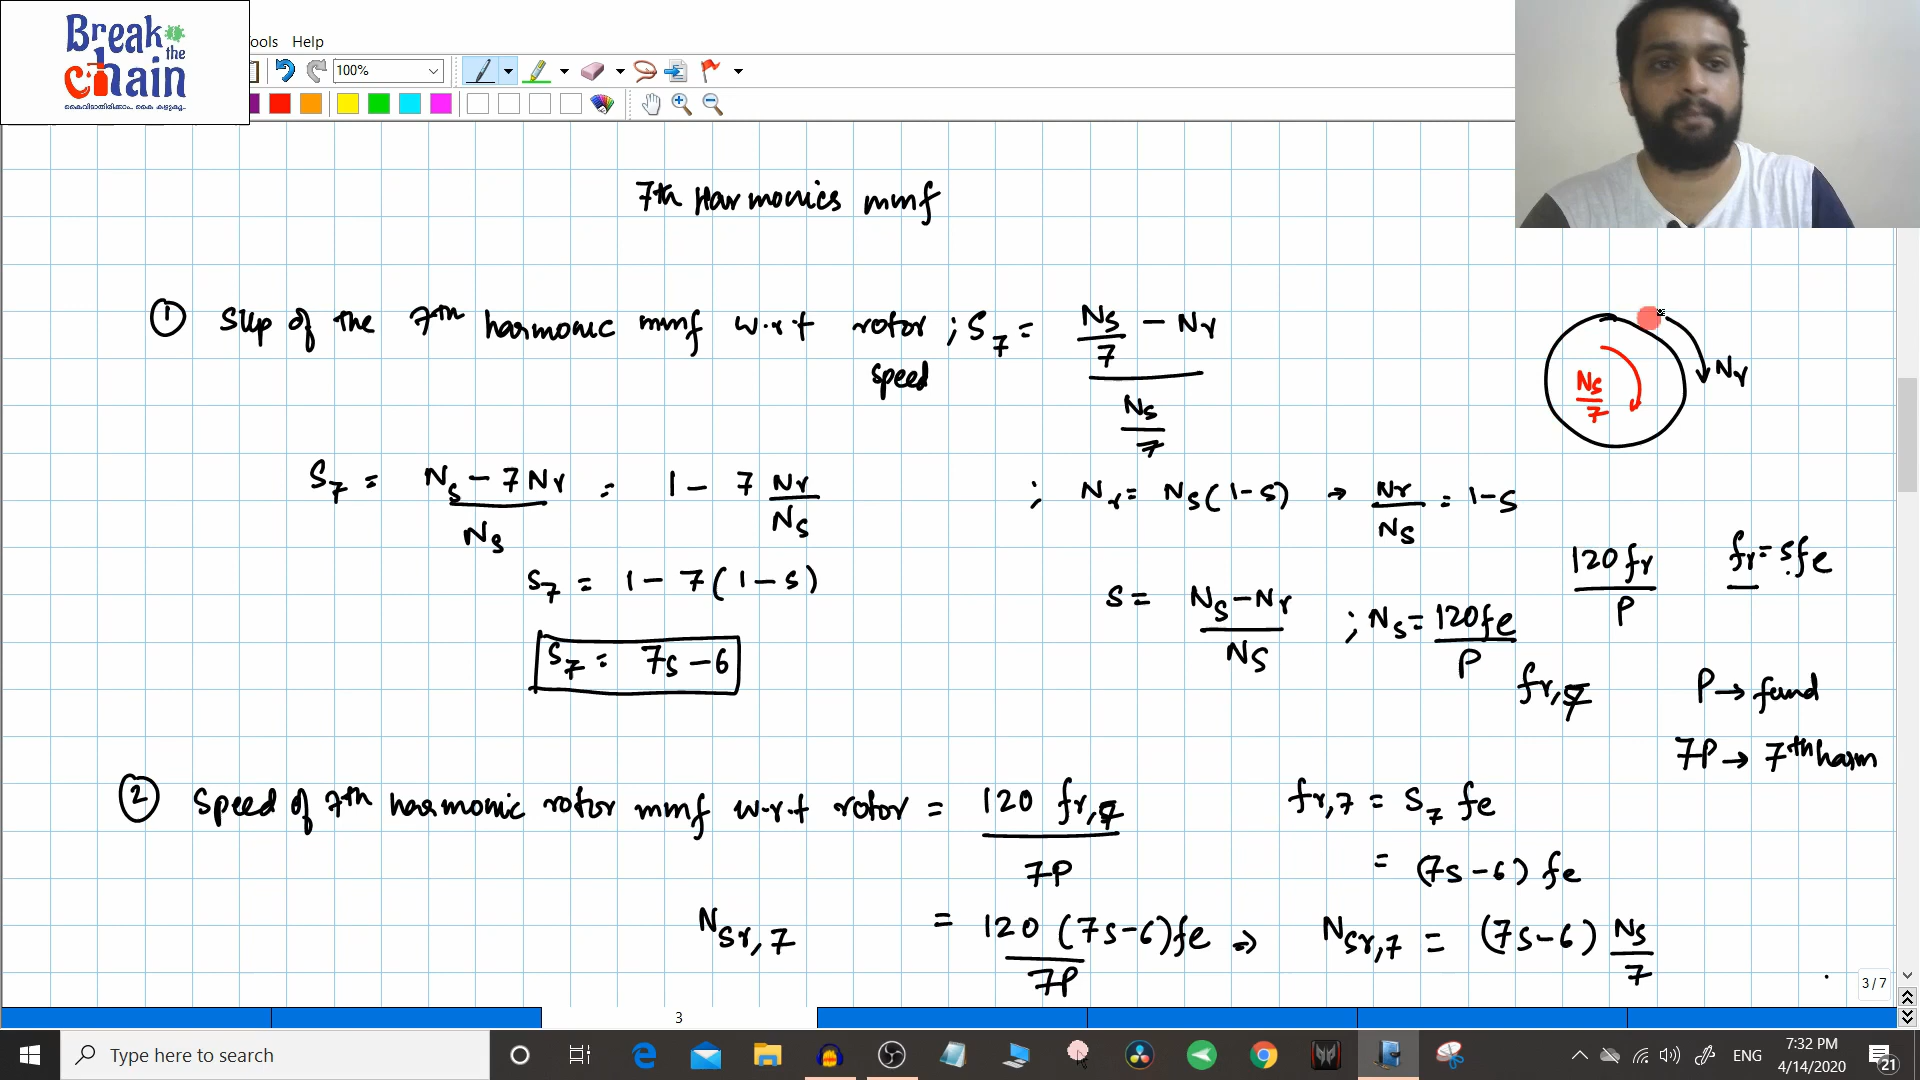 Break
the
chain
കൈവിടാതിരിക്കാം.. കൈ കഴുകൂ..
ools Help
100%
7th Harmonics mmf
① Slip of the 7th harmonic mmf w.r.t rotor speed ; S₇ = (Ns/7 - Nr) / (Ns/7)
Ns/7
Nr
S₇ = (Ns - 7Nr) / Ns = 1 - 7 Nr/Ns ; Nr = Ns(1-s) → Nr/Ns = 1-s
S₇ = 1 - 7(1-s)
S = (Ns - Nr) / Ns ; Ns = 120fe/P
120fr/P fr = sfe
S₇ = 7s - 6
fr,7
P → fund
7P → 7th harm
② Speed of 7th harmonic rotor mmf w.r.t rotor = 120 fr,7 / 7P
fr,7 = S₇ fe
= (7s-6) fe
Nsr,7 = 120 (7s-6)fe / 7P ⇒ Nsr,7 = (7s-6) Ns/7
3 / 7
3
Type here to search
ENG
7:32 PM
4/14/2020
21